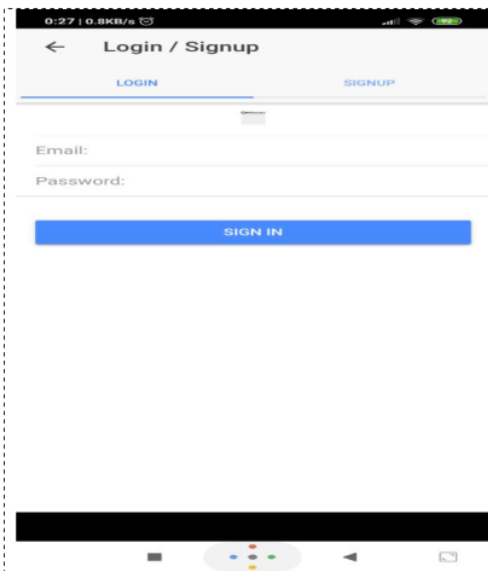 0:27 | 0.8KB/s
Login / Signup
LOGIN SIGNUP
Email:
Password:
SIGN IN